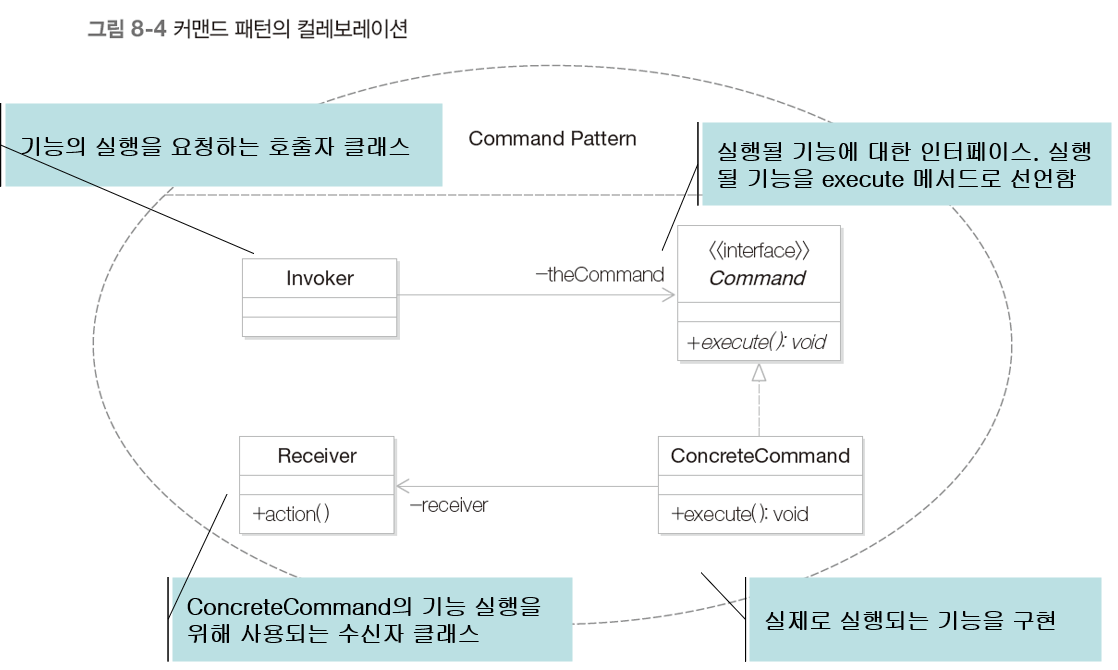 그림 8-4 커맨드 패턴의 컬레보레이션
기능의 실행을 요청하는 호출자 클래스
Command Pattern
실행될 기능에 대한 인터페이스. 실행
될 기능을 execute 메서드로 선언함
Invoker
-theCommand
<<interface>>
Command
+execute(): void
Receiver
+action()
-receiver
ConcreteCommand
+execute(): void
ConcreteCommand의 기능 실행을
위해 사용되는 수신자 클래스
실제로 실행되는 기능을 구현